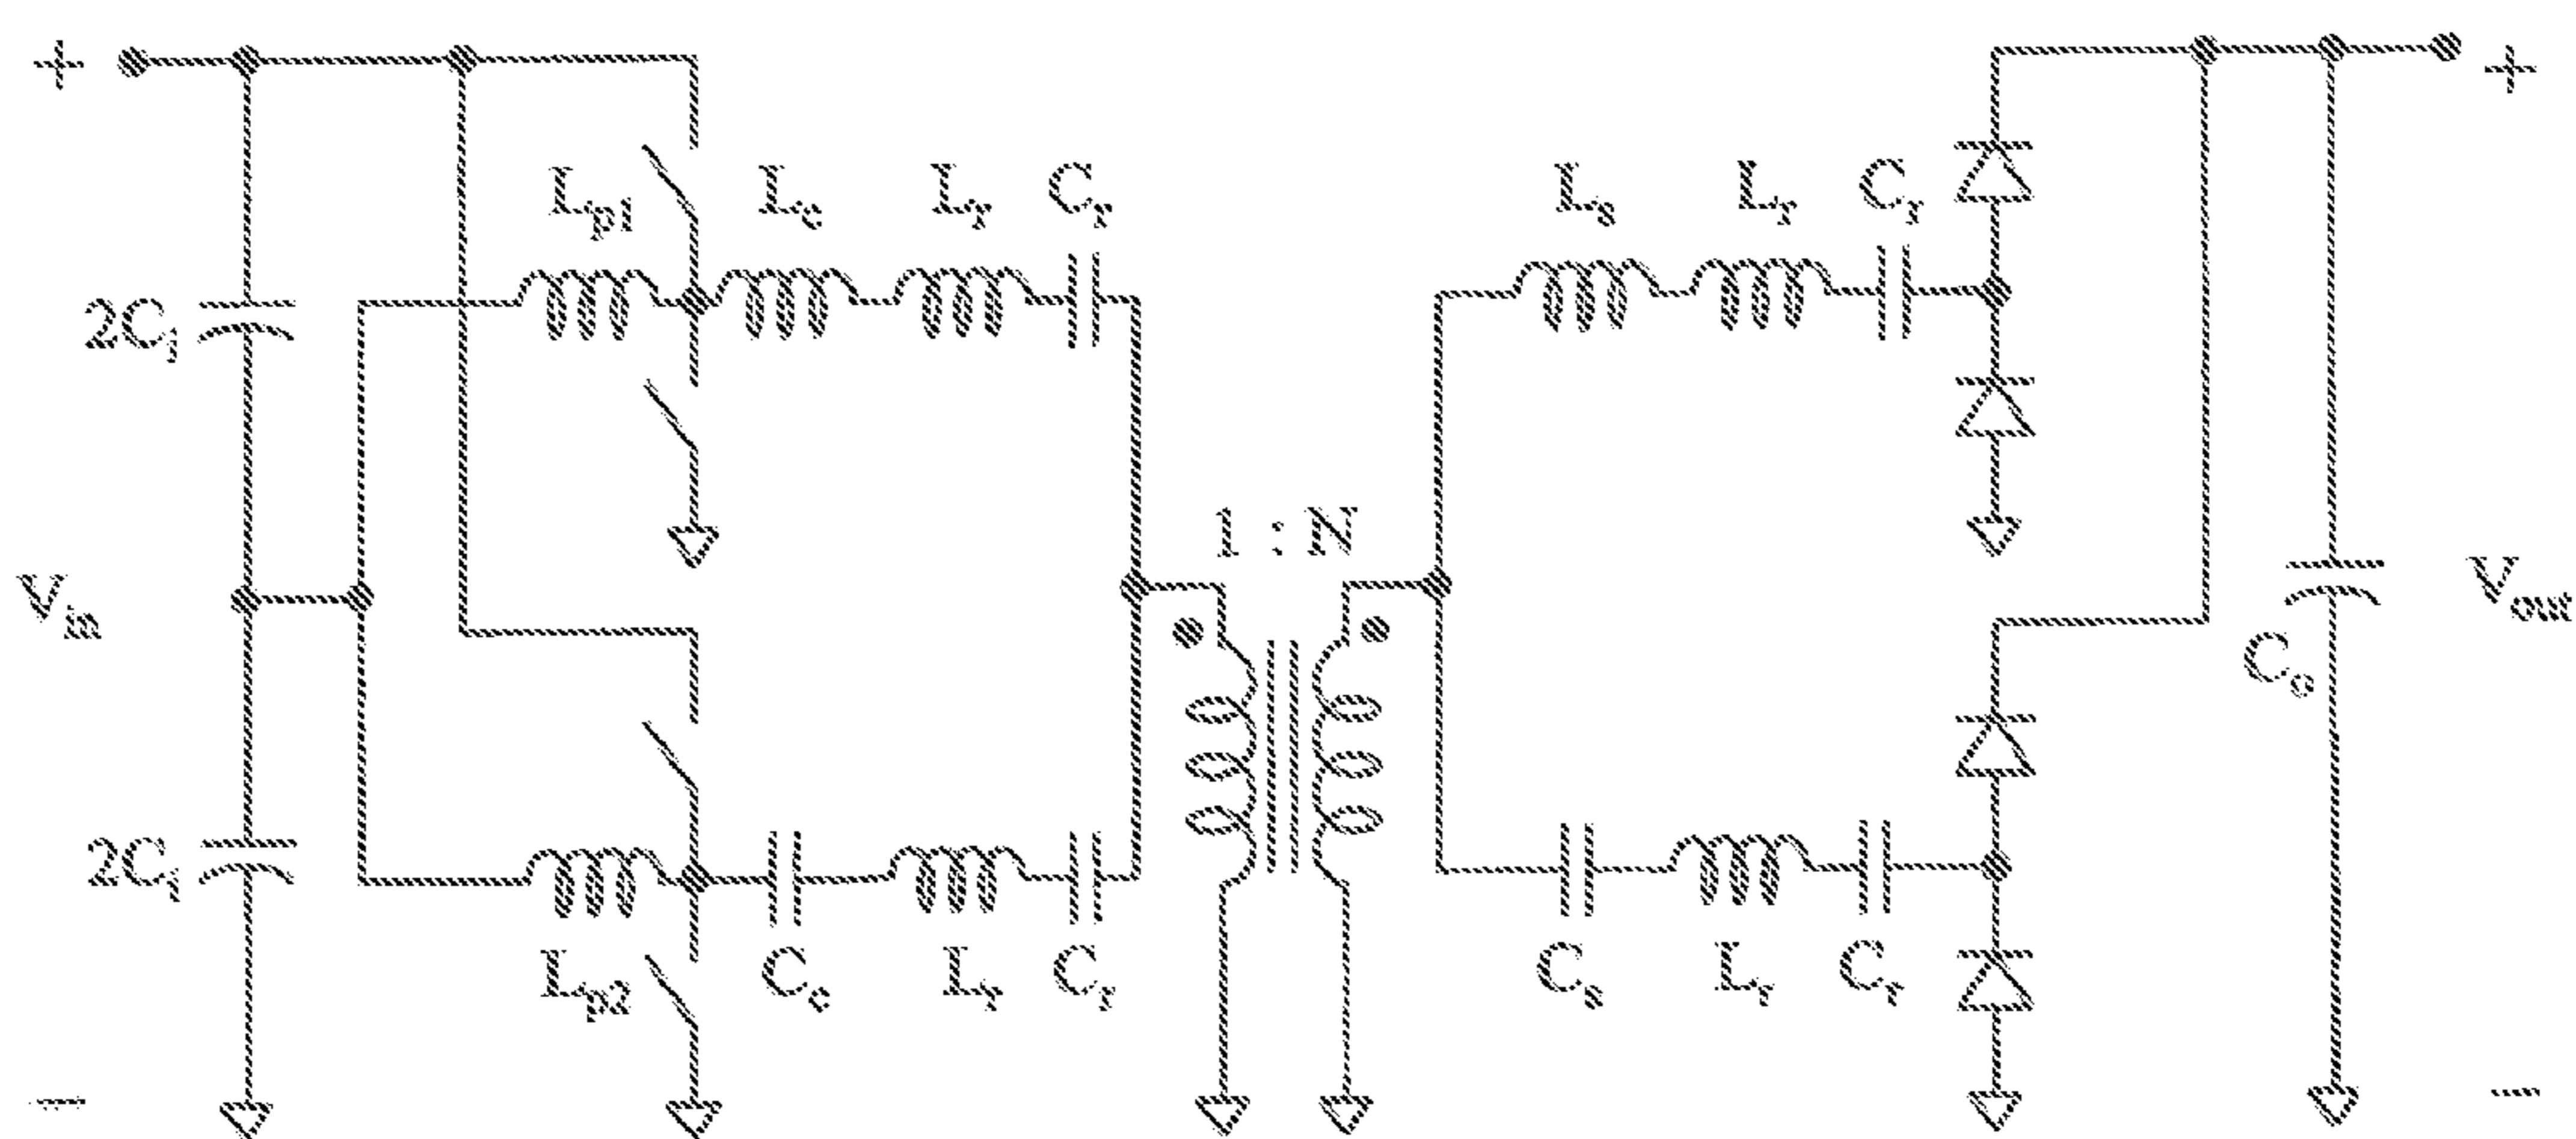 + +
L_p1 L_c L_r C_r L_s L_r C_r
2C_i
1 : N
V_in V_out
C_o
2C_i
L_p2 C_c L_r C_r C_s L_r C_r
− −